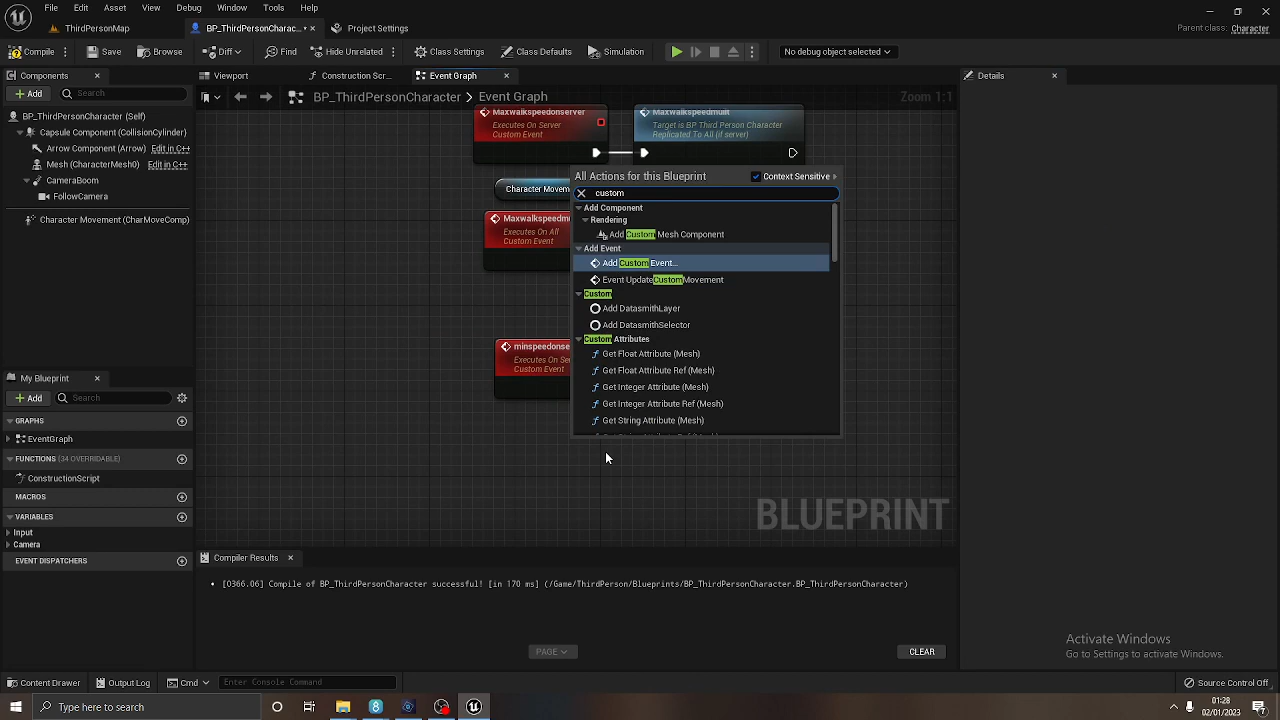 File Edit Asset View Debug Window Tools Help
ThirdPersonMap
BP_ThirdPersonCharac... •
Project Settings
Parent class: Character
Compile
Save
Browse
Diff
Find
Hide Unrelated
Class Settings
Class Defaults
Simulation
No debug object selected
Components
Viewport
Construction Scr...
Event Graph
Details
Add
Search
BP_ThirdPersonCharacter > Event Graph
Zoom 1:1
BP_ThirdPersonCharacter (Self)
Capsule Component (CollisionCylinder)
Arrow Component (Arrow) Edit in C++
Mesh (CharacterMesh0) Edit in C++
CameraBoom
FollowCamera
Character Movement (CharMoveComp)
Maxwalkspeedonserver
Executes On Server
Custom Event
Maxwalkspeedmuilt
Target is BP Third Person Character
Replicated To All (if server)
Character Movem
Maxwalkspeedm
Executes On All
Custom Event
minspeedonse
Executes On Se
Custom Event
All Actions for this Blueprint
Context Sensitive
custom
Add Component
Rendering
Add Custom Mesh Component
Add Event
Add Custom Event...
Event UpdateCustomMovement
Custom
Add DatasmithLayer
Add DatasmithSelector
Custom Attributes
Get Float Attribute (Mesh)
Get Float Attribute Ref (Mesh)
Get Integer Attribute (Mesh)
Get Integer Attribute Ref (Mesh)
Get String Attribute (Mesh)
My Blueprint
Add
Search
GRAPHS
EventGraph
FUNCTIONS (34 OVERRIDABLE)
ConstructionScript
MACROS
VARIABLES
Input
Camera
EVENT DISPATCHERS
BLUEPRINT
Compiler Results
[0366.06] Compile of BP_ThirdPersonCharacter successful! [in 170 ms] (/Game/ThirdPerson/Blueprints/BP_ThirdPersonCharacter.BP_ThirdPersonCharacter)
PAGE
CLEAR
Activate Windows
Go to Settings to activate Windows.
Content Drawer
Output Log
Cmd
Enter Console Command
Source Control Off
Type here to search
01:28
02/01/2023